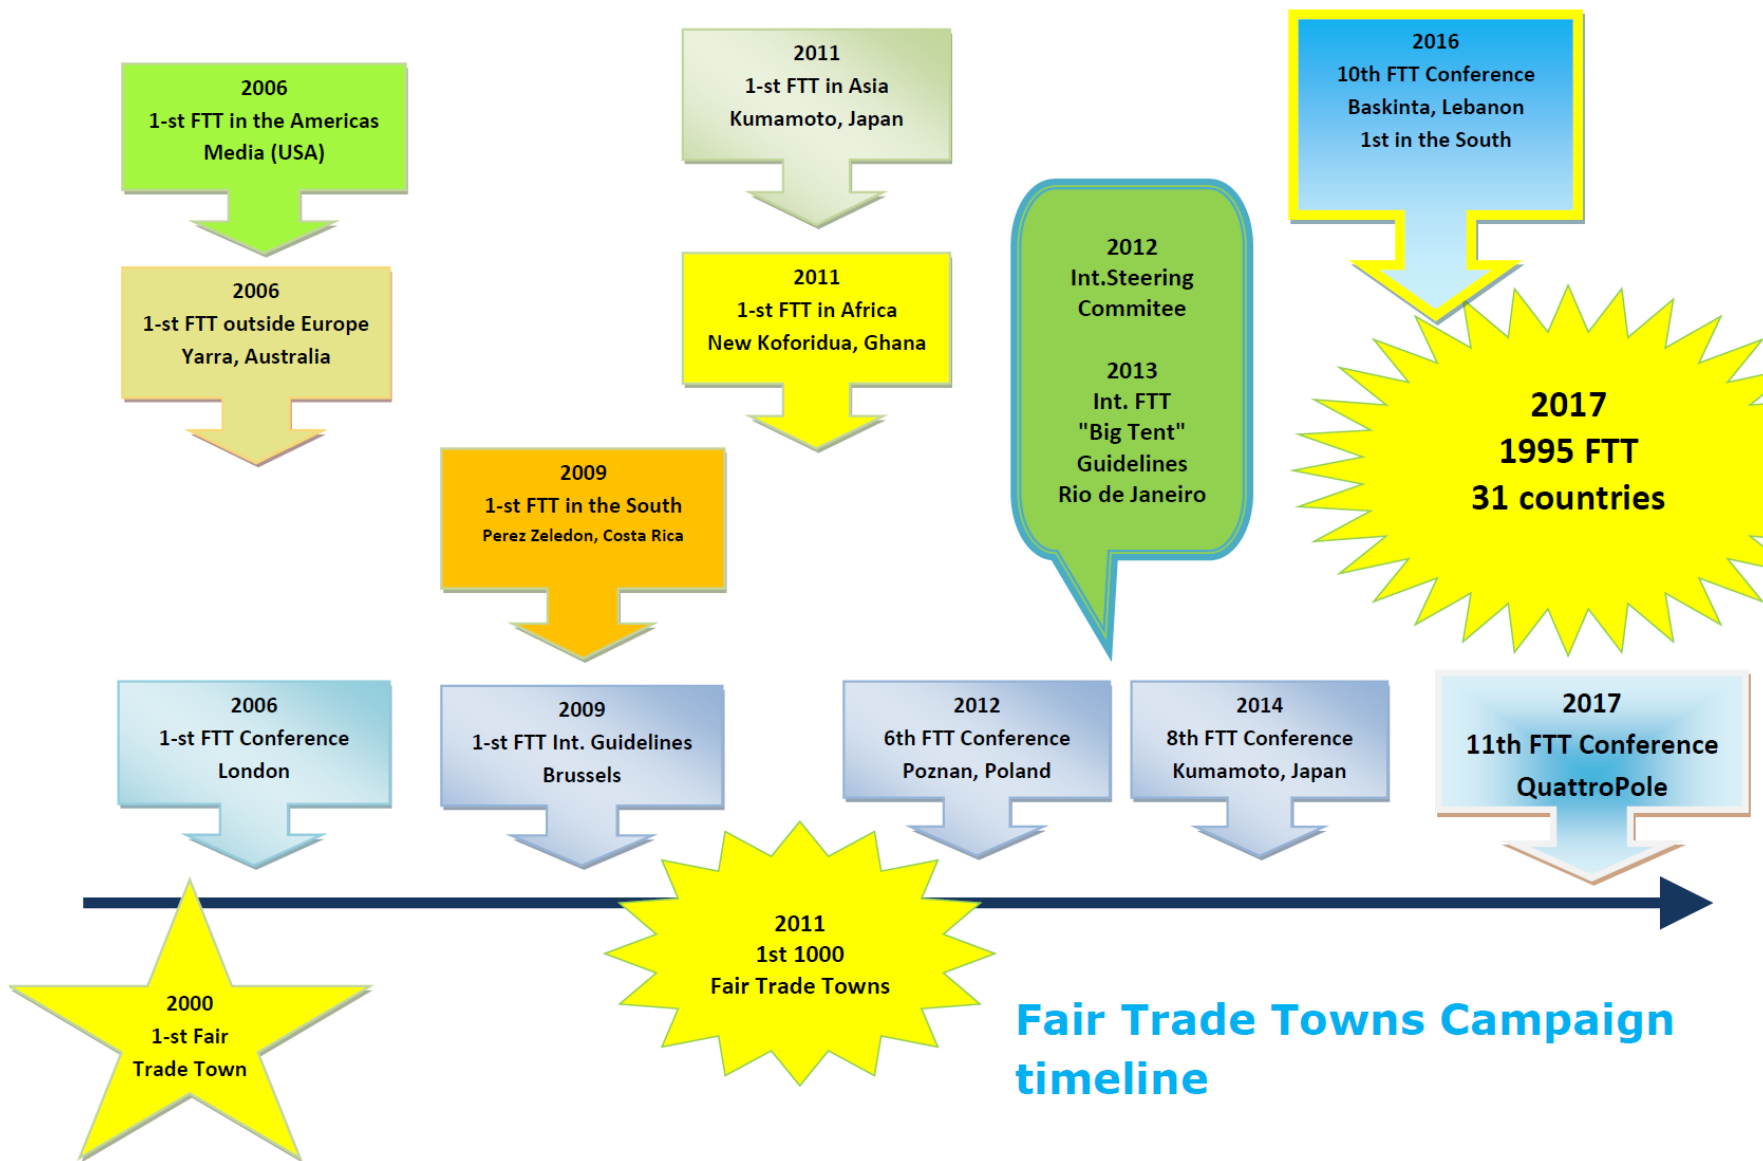 2006
1-st FTT in the Americas
Media (USA)
2011
1-st FTT in Asia
Kumamoto, Japan
2016
10th FTT Conference
Baskinta, Lebanon
1st in the South
2006
1-st FTT outside Europe
Yarra, Australia
2011
1-st FTT in Africa
New Koforidua, Ghana
2012
Int.Steering
Commitee
2013
Int. FTT
"Big Tent"
Guidelines
Rio de Janeiro
2017
1995 FTT
31 countries
2009
1-st FTT in the South
Perez Zeledon, Costa Rica
2006
1-st FTT Conference
London
2009
1-st FTT Int. Guidelines
Brussels
2012
6th FTT Conference
Poznan, Poland
2014
8th FTT Conference
Kumamoto, Japan
2017
11th FTT Conference
QuattroPole
2000
1-st Fair
Trade Town
2011
1st 1000
Fair Trade Towns
Fair Trade Towns Campaign
timeline